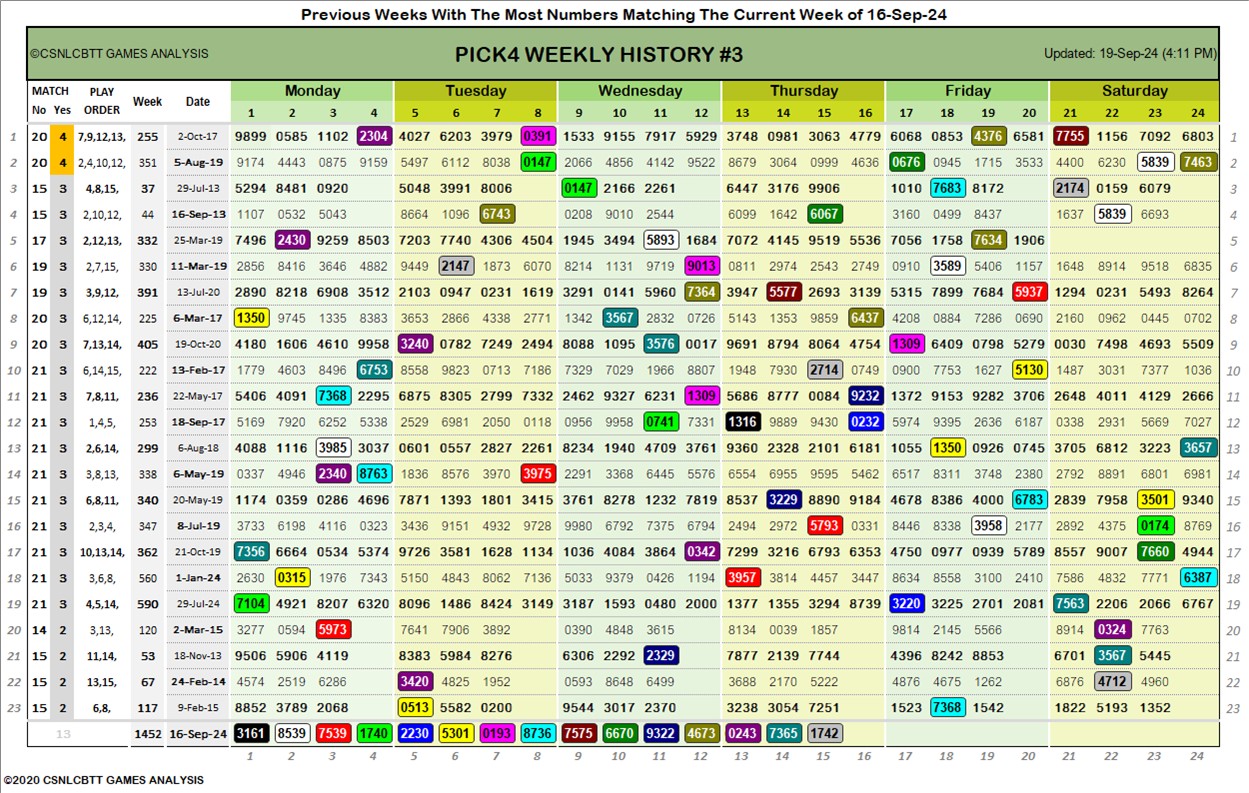 Previous Weeks With The Most Numbers Matching The Current Week of 16-Sep-24
©CSNLCBTT GAMES ANALYSIS PICK4 WEEKLY HISTORY #3 Updated: 19-Sep-24 (4:11 PM)
MATCH PLAY Week Date Monday Tuesday Wednesday Thursday Friday Saturday
No Yes ORDER 1 2 3 4 5 6 7 8 9 10 11 12 13 14 15 16 17 18 19 20 21 22 23 24
1 20 4 7,9,12,13, 255 2-Oct-17 9899 0585 1102 2304 4027 6203 3979 0391 1533 9155 7917 5929 3748 0981 3063 4779 6068 0853 4376 6581 7755 1156 7092 6803 1
2 20 4 2,4,10,12, 351 5-Aug-19 9174 4443 0875 9159 5497 6112 8038 0147 2066 4856 4142 9522 8679 3064 0999 4636 0676 0945 1715 3533 4400 6230 5839 7463 2
3 15 3 4,8,15, 37 29-Jul-13 5294 8481 0920 5048 3991 8006 0147 2166 2261 6447 3176 9906 1010 7683 8172 2174 0159 6079 3
4 15 3 2,10,12, 44 16-Sep-13 1107 0532 5043 8664 1096 6743 0208 9010 2544 6099 1642 6067 3160 0499 8437 1637 5839 6693 4
5 17 3 2,12,13, 332 25-Mar-19 7496 2430 9259 8503 7203 7740 4306 4504 1945 3494 5893 1684 7072 4145 9519 5536 7056 1758 7634 1906 5
6 19 3 2,7,15, 330 11-Mar-19 2856 8416 3646 4882 9449 2147 1873 6070 8214 1131 9719 9013 0811 2974 2543 2749 0910 3589 5406 1157 1648 8914 9518 6835 6
7 19 3 3,9,12, 391 13-Jul-20 2890 8218 6908 3512 2103 0947 0231 1619 3291 0141 5960 7364 3947 5577 2693 3139 5315 7899 7684 5937 1294 0231 5493 8264 7
8 20 3 6,12,14, 225 6-Mar-17 1350 9745 1335 8383 3653 2866 4338 2771 1342 3567 2832 0726 5143 1353 9859 6437 4208 0884 7286 0690 2160 0962 0445 0702 8
9 20 3 7,13,14, 405 19-Oct-20 4180 1606 4610 9958 3240 0782 7249 2494 8088 1095 3576 0017 9691 8794 8064 4754 1309 6409 0798 5279 0030 7498 4693 5509 9
10 21 3 6,14,15, 222 13-Feb-17 1779 4603 8496 6753 8558 9823 0713 7186 7329 7029 1966 8807 1948 7930 2714 0749 0900 7753 1627 5130 1487 3031 7377 1036 10
11 21 3 7,8,11, 236 22-May-17 5406 4091 7368 2295 6875 8305 2799 7332 2462 9327 6231 1309 5686 8777 0084 9232 1372 9153 9282 3706 2648 4011 4129 2666 11
12 21 3 1,4,5, 253 18-Sep-17 5169 7920 6252 5338 2529 6981 2050 0118 0956 9958 0741 7331 1316 9889 9430 0232 5974 9395 2636 6187 0338 2931 5669 7027 12
13 21 3 2,6,14, 299 6-Aug-18 4088 1116 3985 3037 0601 0557 2802 2261 8234 1940 4709 3761 9360 1328 2101 6181 1055 1350 0926 0745 3705 6812 3223 3657 13
14 21 3 3,8,13, 338 6-May-19 0337 4946 2340 8763 1836 8576 3970 3975 2291 3368 6445 5576 6554 6955 5595 5462 6517 8311 3748 2380 2792 8891 6801 6981 14
15 21 3 6,8,11, 340 20-May-19 1174 0359 0286 4696 7871 1393 1801 3415 3761 8278 1232 7819 8537 3229 8890 9184 4678 8386 4000 6783 2839 7958 3501 9340 15
16 21 3 2,3,4, 347 8-Jul-19 3733 6198 4116 0323 3436 9151 4932 9728 9980 6792 7375 6794 2494 2972 5793 0331 8446 8338 3958 2177 2892 4375 0174 8769 16
17 21 3 10,13,14, 362 21-Oct-19 7356 6664 0534 5374 9726 3581 1628 1134 1036 4084 3864 0342 7299 3216 6793 6353 4750 0977 0939 5789 8557 9007 7660 4944 17
18 21 3 3,6,8, 560 1-Jan-24 2630 0315 1976 7343 5150 4843 8062 7136 5033 9379 0426 1194 3957 3814 4457 3447 8634 8558 3100 2410 7586 4832 7771 6387 18
19 21 3 4,5,14, 590 29-Jul-24 7104 4921 8207 7920 8096 1486 8424 3149 3187 1593 0480 2000 1377 1355 3294 8739 3220 3225 2701 2081 7563 2206 2066 6767 19
20 14 2 3,13, 120 2-Mar-15 3277 0594 5973 7641 7906 3892 0390 4848 3615 8134 0039 1857 9814 2145 5566 8914 0324 7763 20
21 15 2 11,14, 53 18-Nov-13 9506 5906 4119 8383 5984 8276 6306 2292 2329 7877 2139 7744 4396 8242 8853 6701 3567 5445 21
22 15 2 13,15, 67 24-Feb-14 4574 2519 6286 3420 4825 1952 0593 8648 6499 3688 2170 5222 4876 4675 1262 6876 4712 4960 22
23 15 2 6,8, 117 9-Feb-15 8852 3789 2068 0513 5582 0200 9544 3017 2370 3238 3054 7251 1523 7368 1542 1822 5193 1352 23
13 1452 16-Sep-24 3161 8539 7539 1740 2230 5301 0193 8736 7575 6670 9322 4673 0243 7365 1742
1 2 3 4 5 6 7 8 9 10 11 12 13 14 15 16 17 18 19 20 21 22 23 24
©2020 CSNLCBTT GAMES ANALYSIS